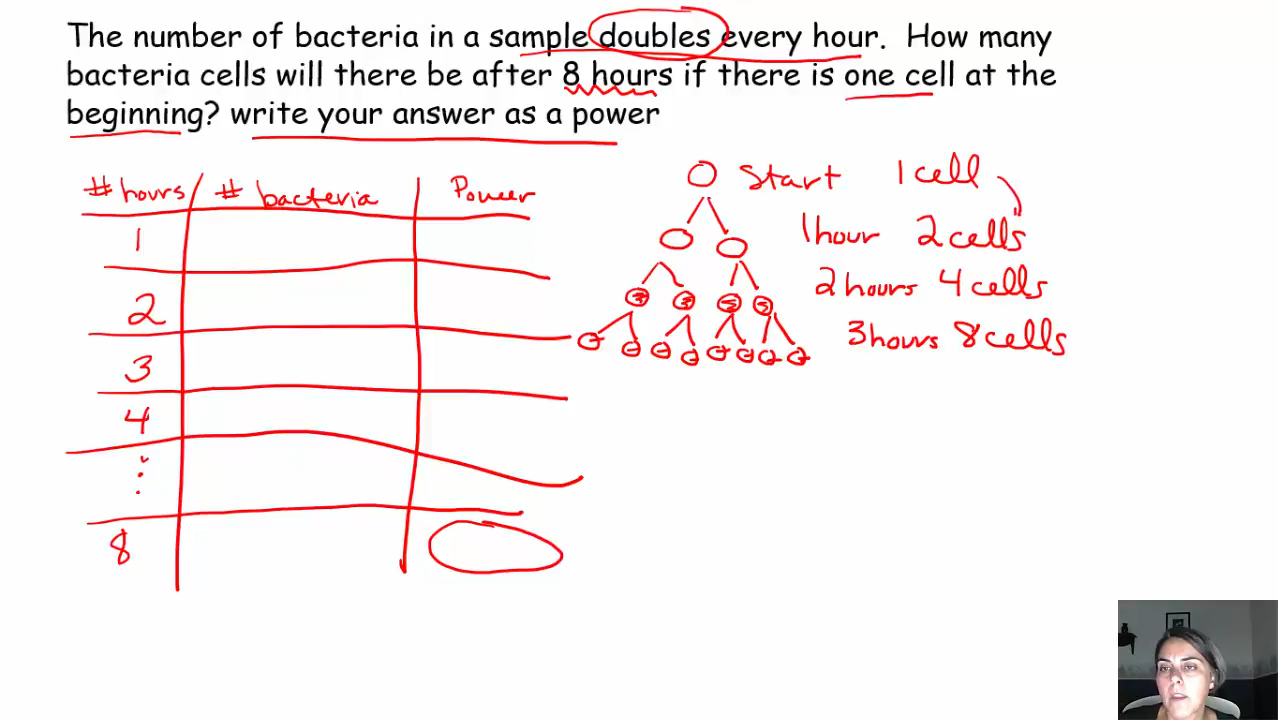 The number of bacteria in a sample doubles every hour. How many
bacteria cells will there be after 8 hours if there is one cell at the
beginning? write your answer as a power
# hours # bacteria Power
1
2
3
4
⋮
8
Start 1 cell
1 hour 2 cells
2 hours 4 cells
3 hours 8 cells